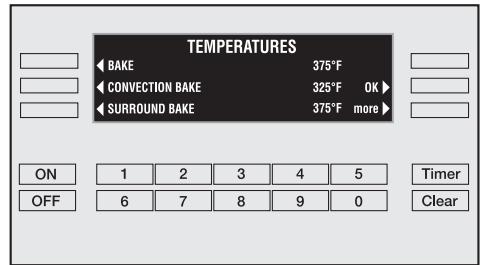 TEMPERATURES
◀ BAKE 375°F
◀ CONVECTION BAKE 325°F OK ▶
◀ SURROUND BAKE 375°F more ▶
ON 1 2 3 4 5 Timer
OFF 6 7 8 9 0 Clear